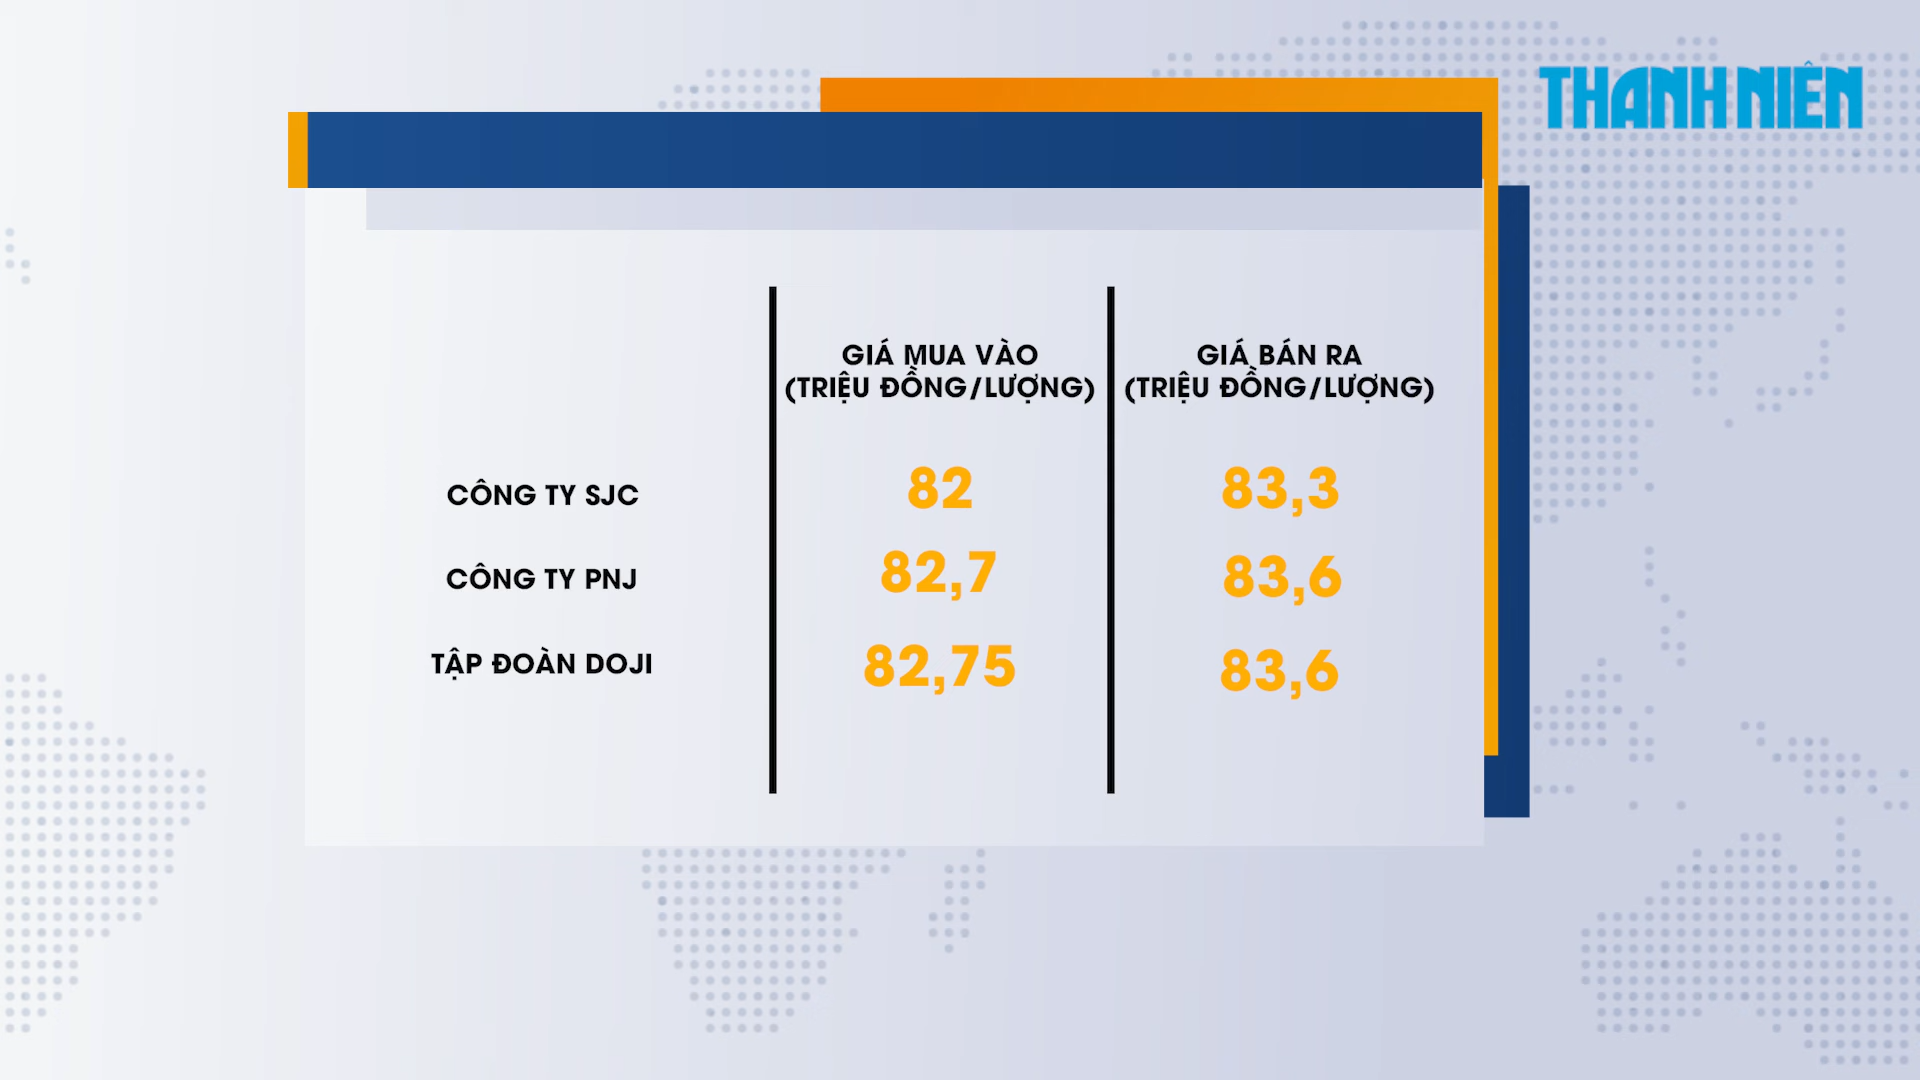 THANH NIÊN
GIÁ MUA VÀO
(TRIỆU ĐỒNG/LƯỢNG)
GIÁ BÁN RA
(TRIỆU ĐỒNG/LƯỢNG)
CÔNG TY SJC
82
83,3
CÔNG TY PNJ
82,7
83,6
TẬP ĐOÀN DOJI
82,75
83,6